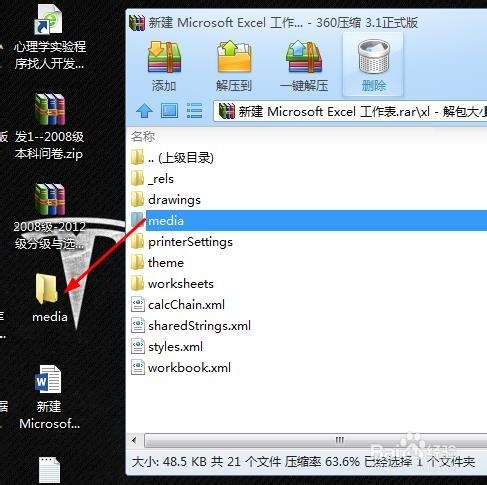 心理学实验程
序找人开发...
发1--2008级
本科问卷.zip
2008级-2012
级分级与选...
media
新建
Microsof...
新建 Microsoft Excel 工作... - 360压缩 3.1正式版
添加
解压到
一键解压
删除
新建 Microsoft Excel 工作表.rar\xl - 解包大小
名称
.. (上级目录)
_rels
drawings
media
printerSettings
theme
worksheets
calcChain.xml
sharedStrings.xml
styles.xml
workbook.xml
大小: 48.5 KB 共 21 个文件 压缩率 63.6% 已经选择 1 个文件夹
Baidu 经验